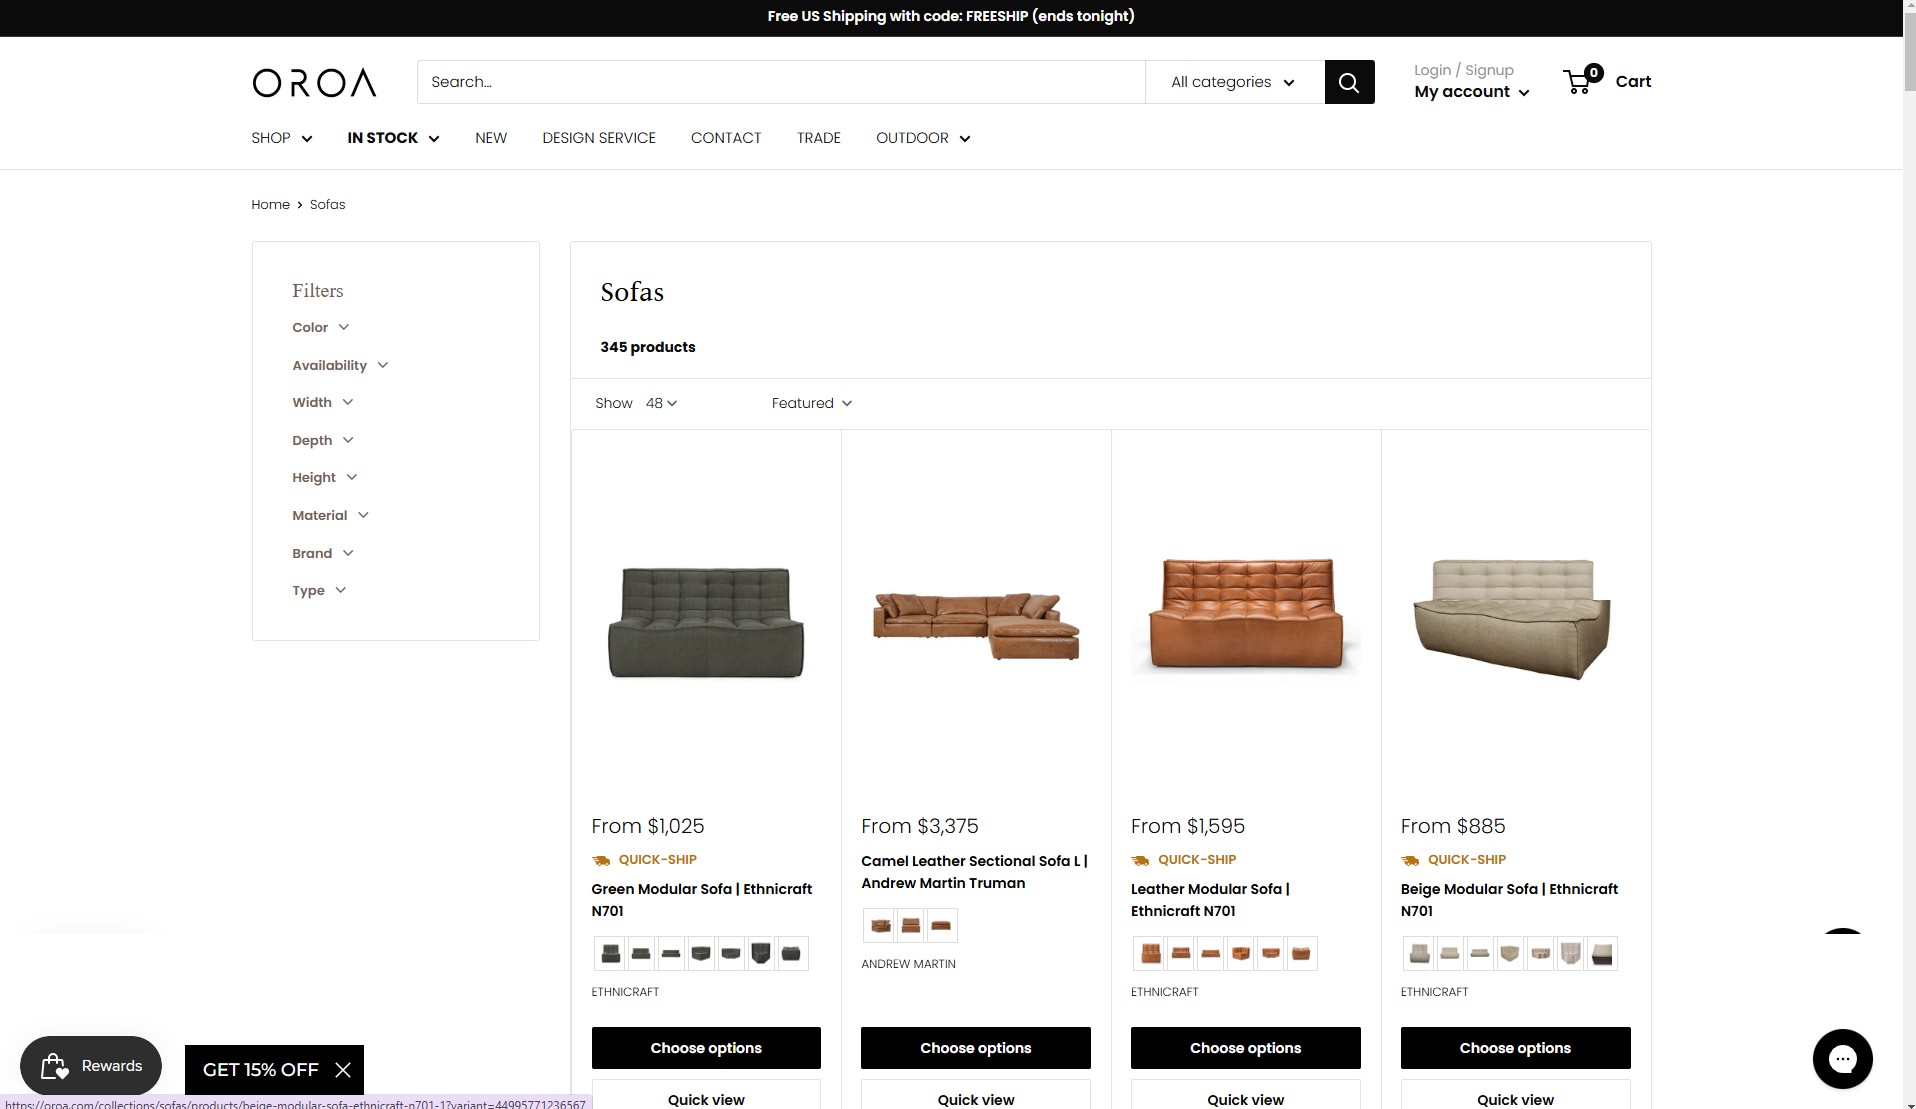 Free US Shipping with code: FREESHIP (ends tonight)
OROA
Search...
All categories
Login / Signup
My account
0
Cart
SHOP
IN STOCK
NEW
DESIGN SERVICE
CONTACT
TRADE
OUTDOOR
Home › Sofas
Filters
Color
Availability
Width
Depth
Height
Material
Brand
Type
Sofas
345 products
Show 48
Featured
From $1,025
QUICK-SHIP
Green Modular Sofa | Ethnicraft
N701
ETHNICRAFT
Choose options
Quick view
From $3,375
Camel Leather Sectional Sofa L |
Andrew Martin Truman
ANDREW MARTIN
Choose options
Quick view
From $1,595
QUICK-SHIP
Leather Modular Sofa |
Ethnicraft N701
ETHNICRAFT
Choose options
Quick view
From $885
QUICK-SHIP
Beige Modular Sofa | Ethnicraft
N701
ETHNICRAFT
Choose options
Quick view
Rewards
GET 15% OFF
https://oroa.com/collections/sofas/products/beige-modular-sofa-ethnicraft-n701-1?variant=44995771236567